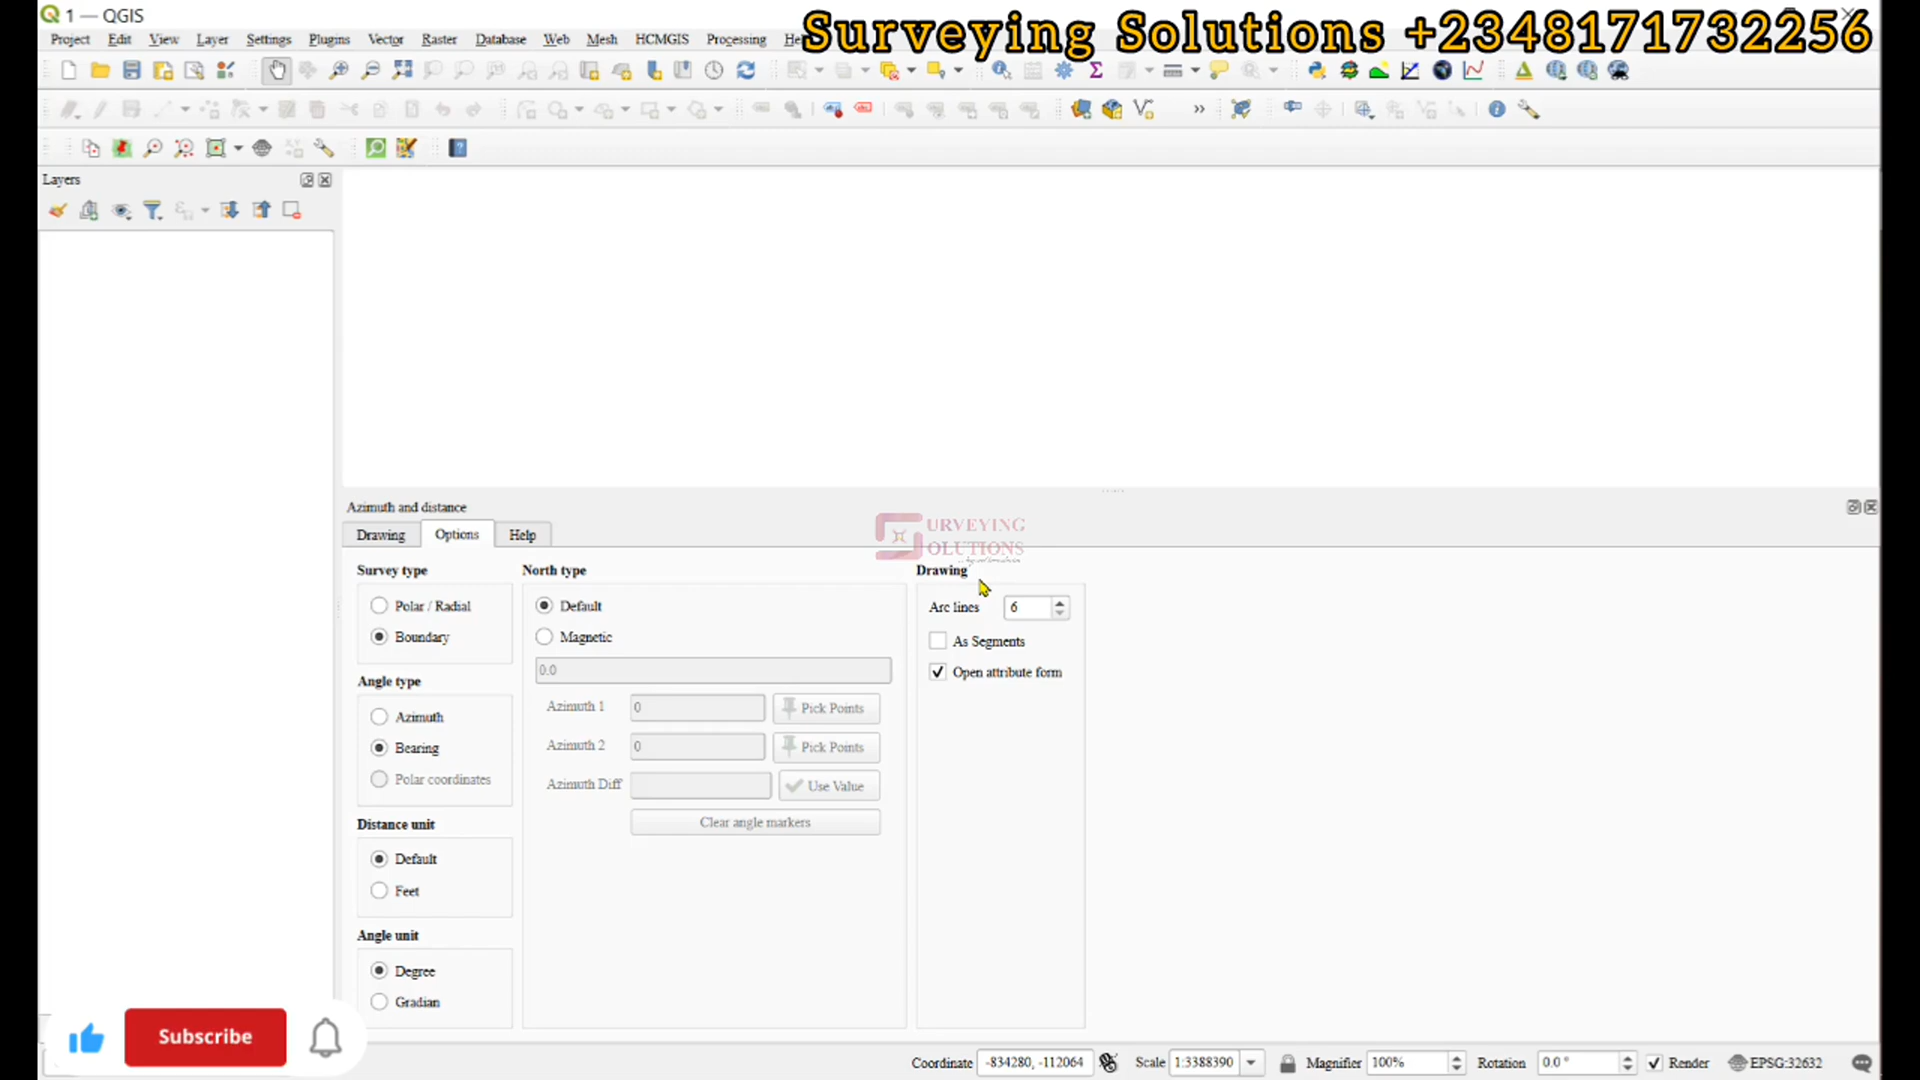 1 — QGIS
Surveying Solutions +2348171732256
Project Edit View Layer Settings Plugins Vector Raster Database Web Mesh HCMGIS Processing He
Layers
Azimuth and distance
Drawing Options Help
URVEYING
OLUTIONS
Survey type
Polar / Radial
Boundary
Angle type
Azimuth
Bearing
Polar coordinates
Distance unit
Default
Feet
Angle unit
Degree
Gradian
North type
Default
Magnetic
0.0
Azimuth 1 0 Pick Points
Azimuth 2 0 Pick Points
Azimuth Diff Use Value
Clear angle markers
Drawing
Arc lines 6
As Segments
Open attribute form
Subscribe
Coordinate -834280, -112064 Scale 1:3388390 Magnifier 100% Rotation 0.0 ° Render EPSG:32632